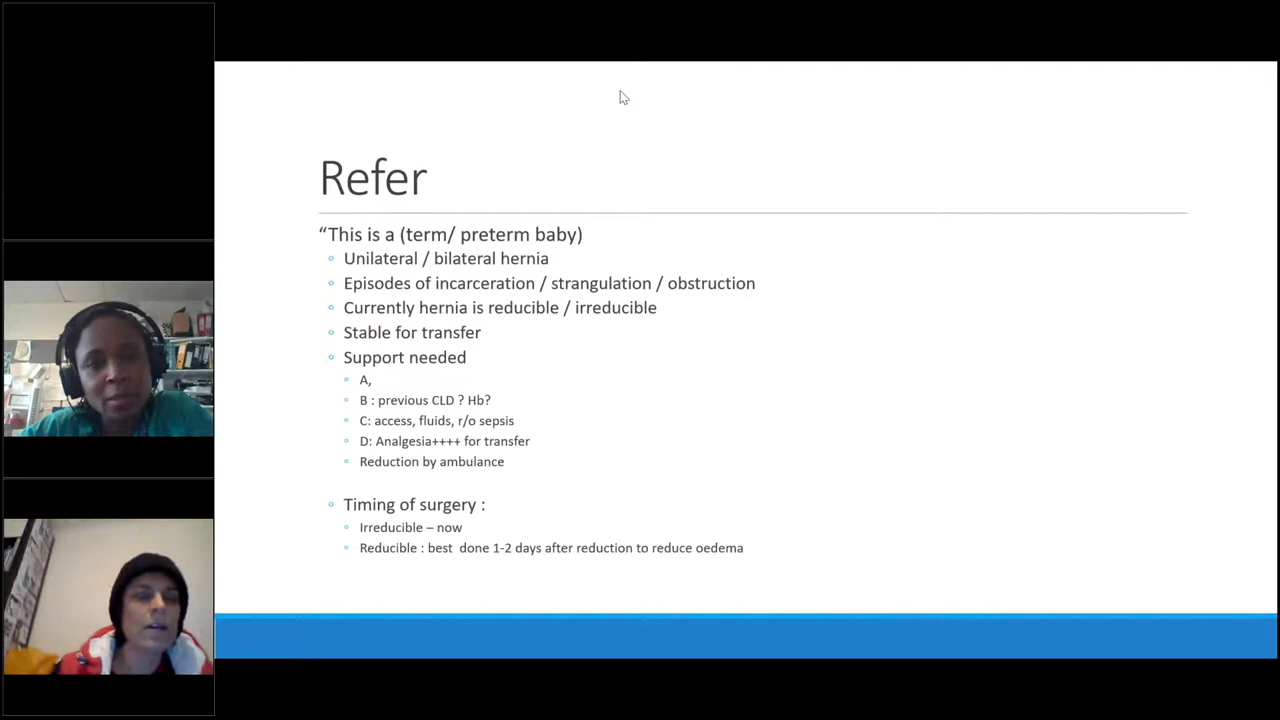 Refer
“This is a (term/ preterm baby)
Unilateral / bilateral hernia
Episodes of incarceration / strangulation / obstruction
Currently hernia is reducible / irreducible
Stable for transfer
Support needed
A,
B : previous CLD ? Hb?
C: access, fluids, r/o sepsis
D: Analgesia++++ for transfer
Reduction by ambulance
Timing of surgery :
Irreducible – now
Reducible : best  done 1-2 days after reduction to reduce oedema